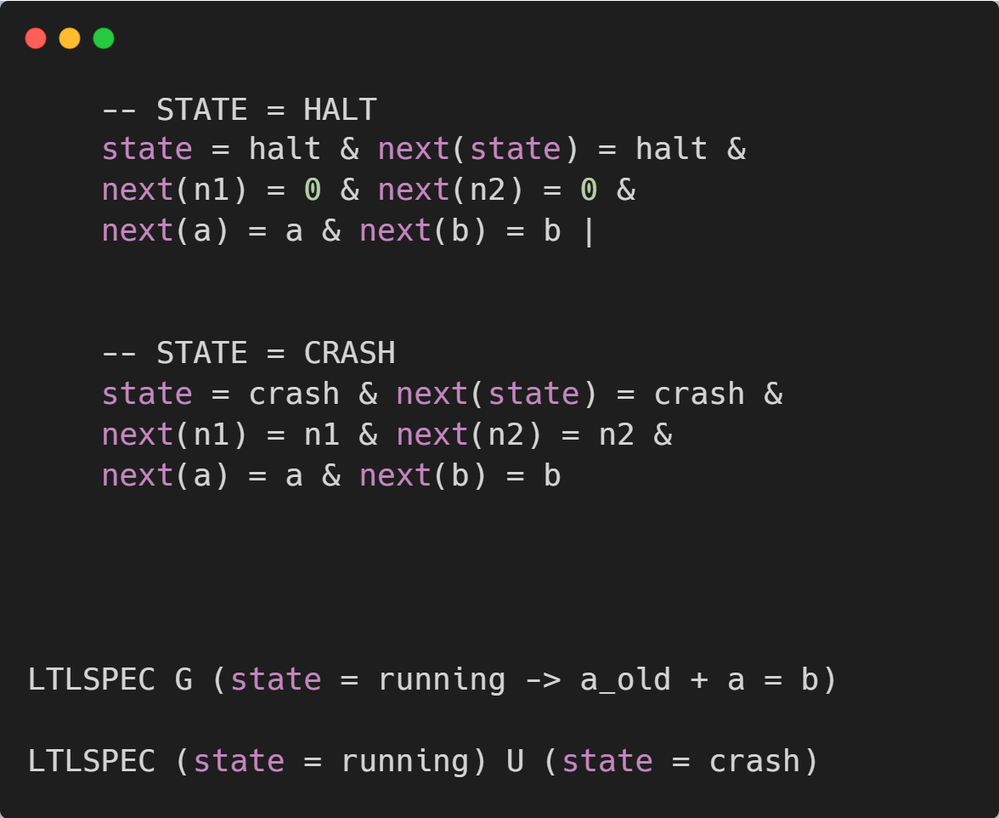 -- STATE = HALT
state = halt & next(state) = halt &
next(n1) = 0 & next(n2) = 0 &
next(a) = a & next(b) = b |
-- STATE = CRASH
state = crash & next(state) = crash &
next(n1) = n1 & next(n2) = n2 &
next(a) = a & next(b) = b
LTLSPEC G (state = running -> a_old + a = b)
LTLSPEC (state = running) U (state = crash)